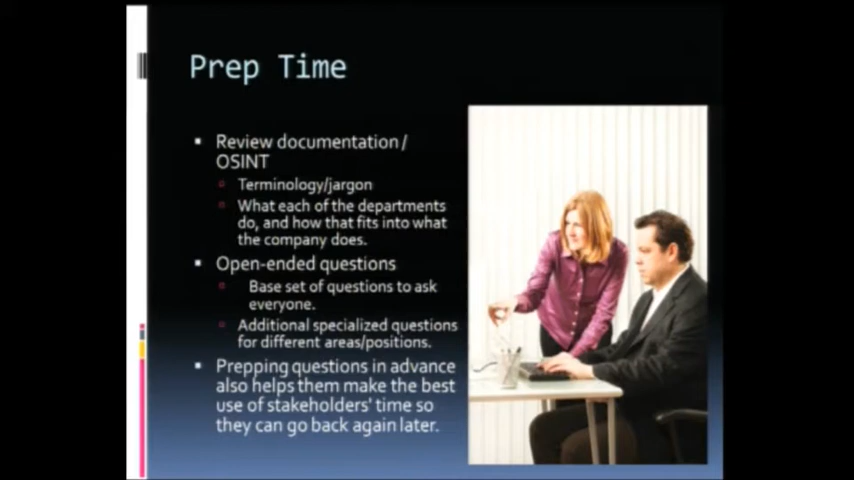 Prep Time
Review documentation /
OSINT
Terminology/jargon
What each of the departments
do, and how that fits into what
the company does.
Open-ended questions
Base set of questions to ask
everyone.
Additional specialized questions
for different areas/positions.
Prepping questions in advance
also helps them make the best
use of stakeholders' time so
they can go back again later.